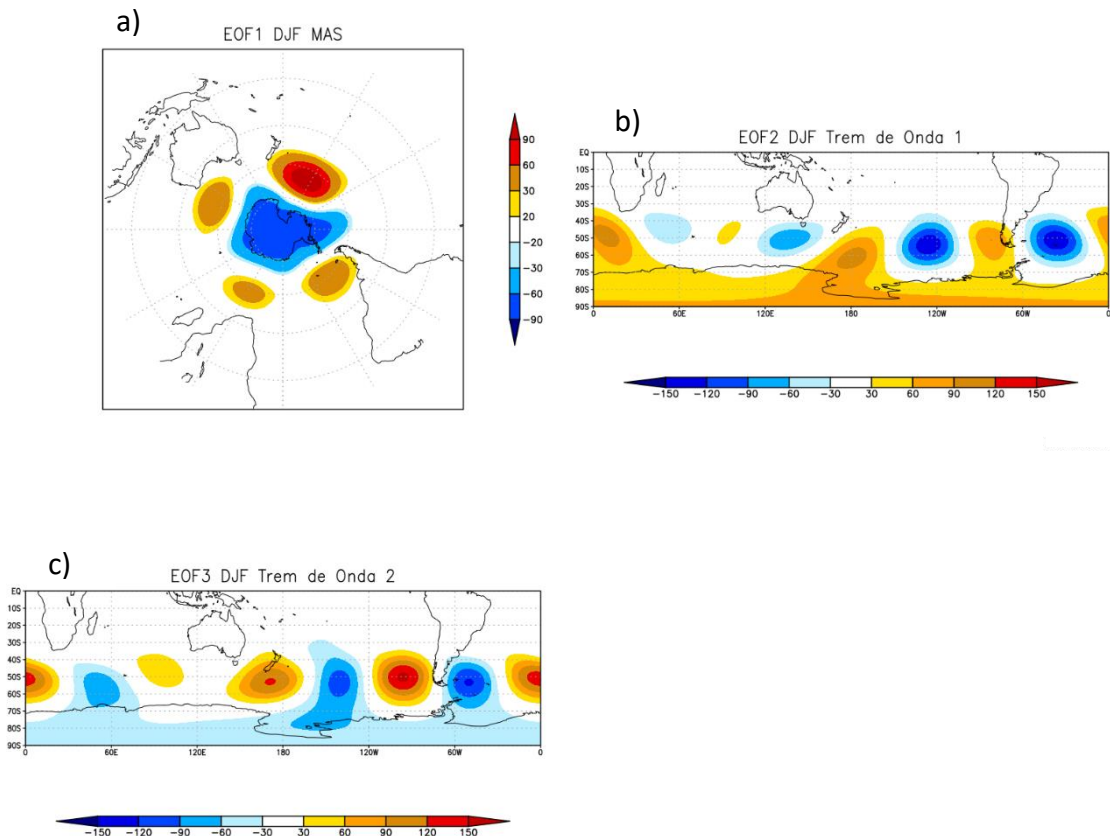 a)
EOF1 DJF MAS
90
60
30
20
−20
−30
−60
−90
b)
EOF2 DJF Trem de Onda 1
EQ
10S
20S
30S
40S
50S
60S
70S
80S
90S
0 60E 120E 180 120W 60W 0
−150 −120 −90 −60 −30 30 60 90 120 150
c)
EOF3 DJF Trem de Onda 2
EQ
10S
20S
30S
40S
50S
60S
70S
80S
90S
0 60E 120E 180 120W 60W 0
−150 −120 −90 −60 −30 30 60 90 120 150